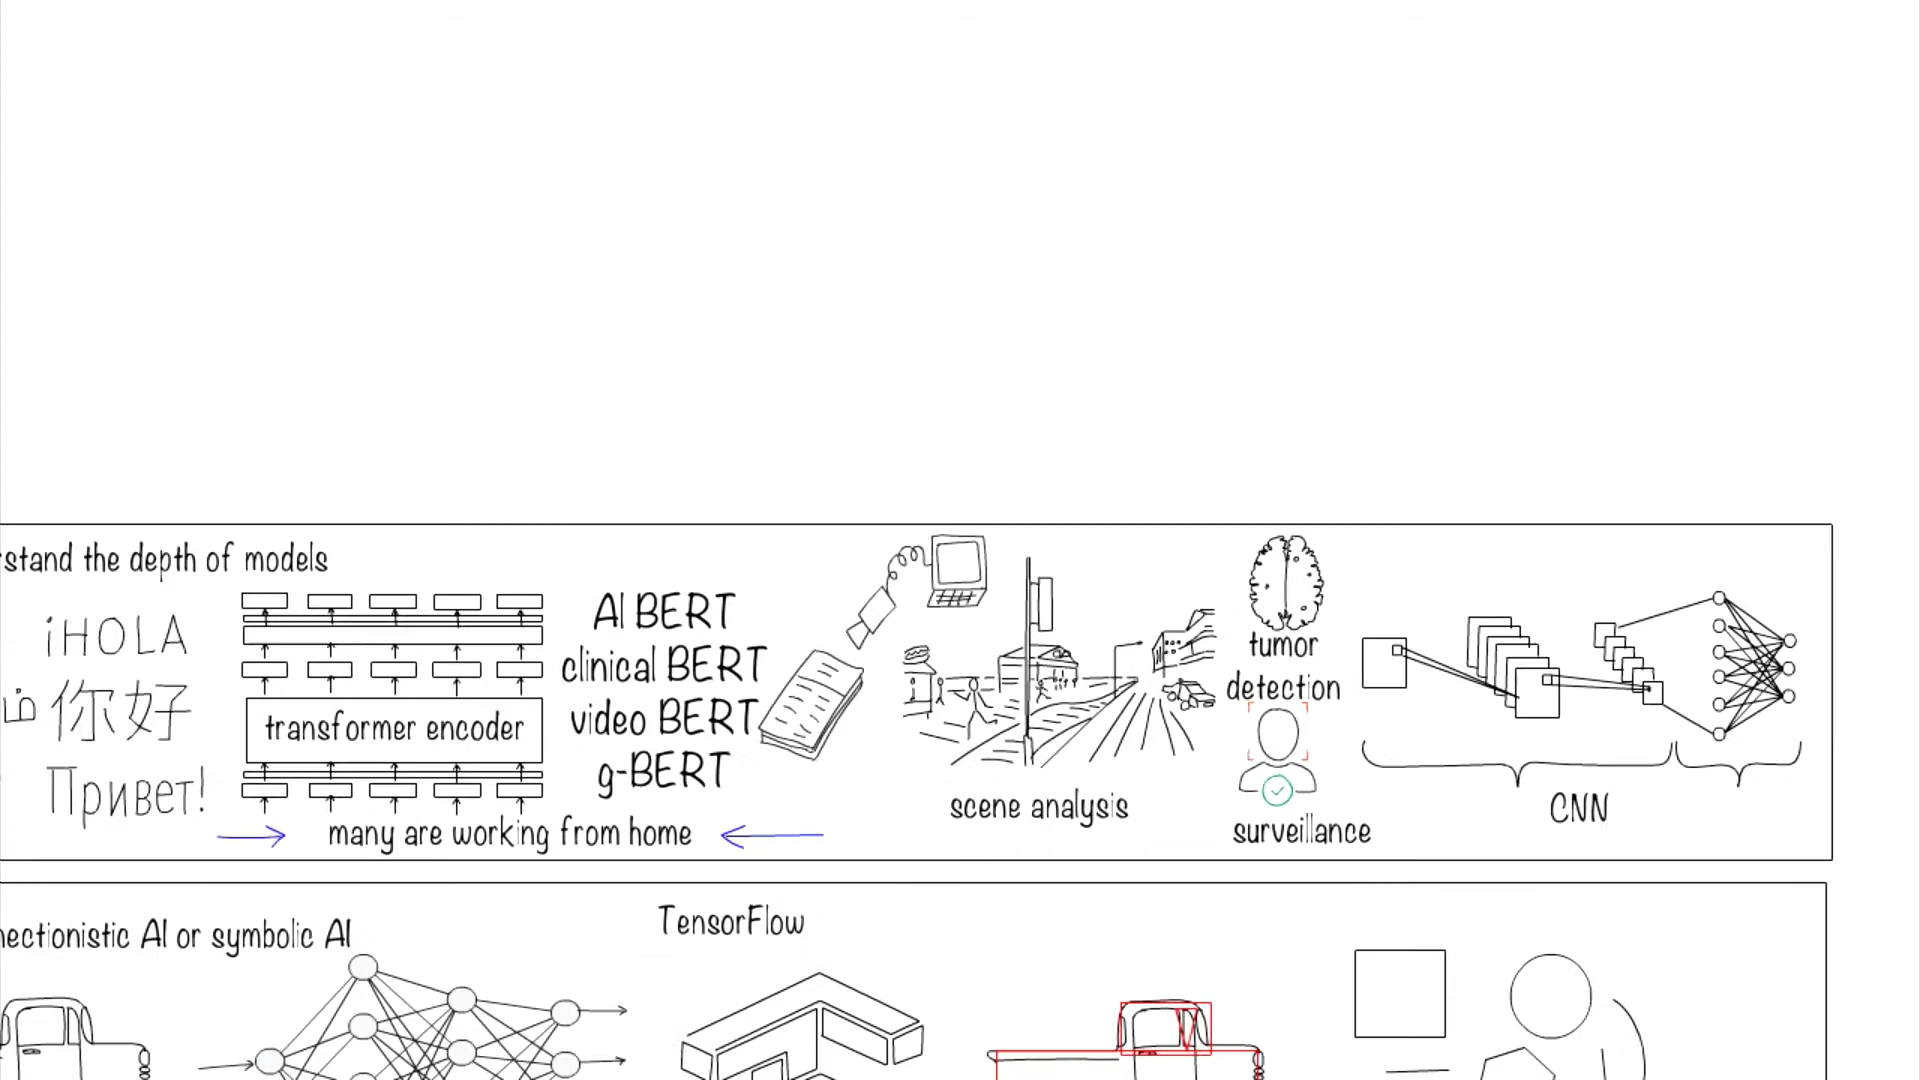 stand the depth of models
¡HOLA
你好
Привет!
transformer encoder
many are working from home
Al BERT
clinical BERT
video BERT
g-BERT
scene analysis
tumor
detection
surveillance
CNN
nectionistic AI or symbolic AI
TensorFlow